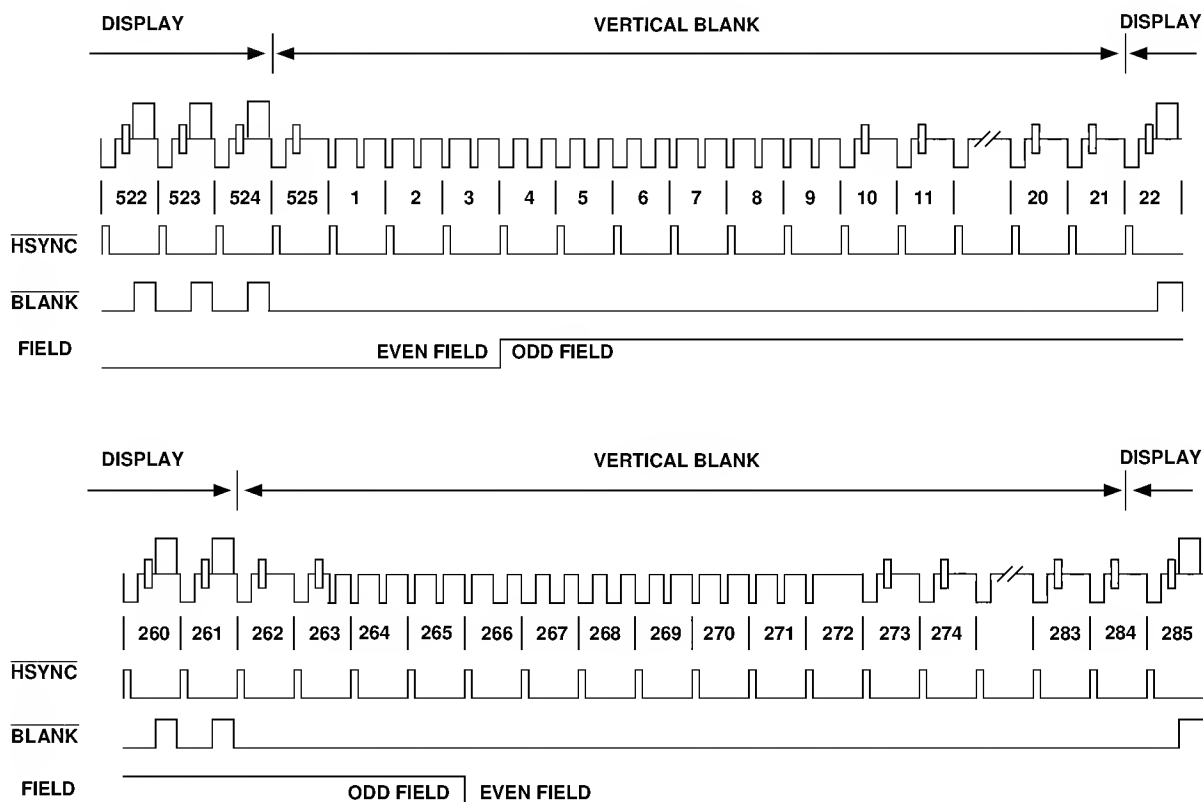 DISPLAY VERTICAL BLANK DISPLAY
522 523 524 525 1 2 3 4 5 6 7 8 9 10 11 20 21 22
HSYNC
BLANK
FIELD EVEN FIELD ODD FIELD
DISPLAY VERTICAL BLANK DISPLAY
260 261 262 263 264 265 266 267 268 269 270 271 272 273 274 283 284 285
HSYNC
BLANK
FIELD ODD FIELD EVEN FIELD